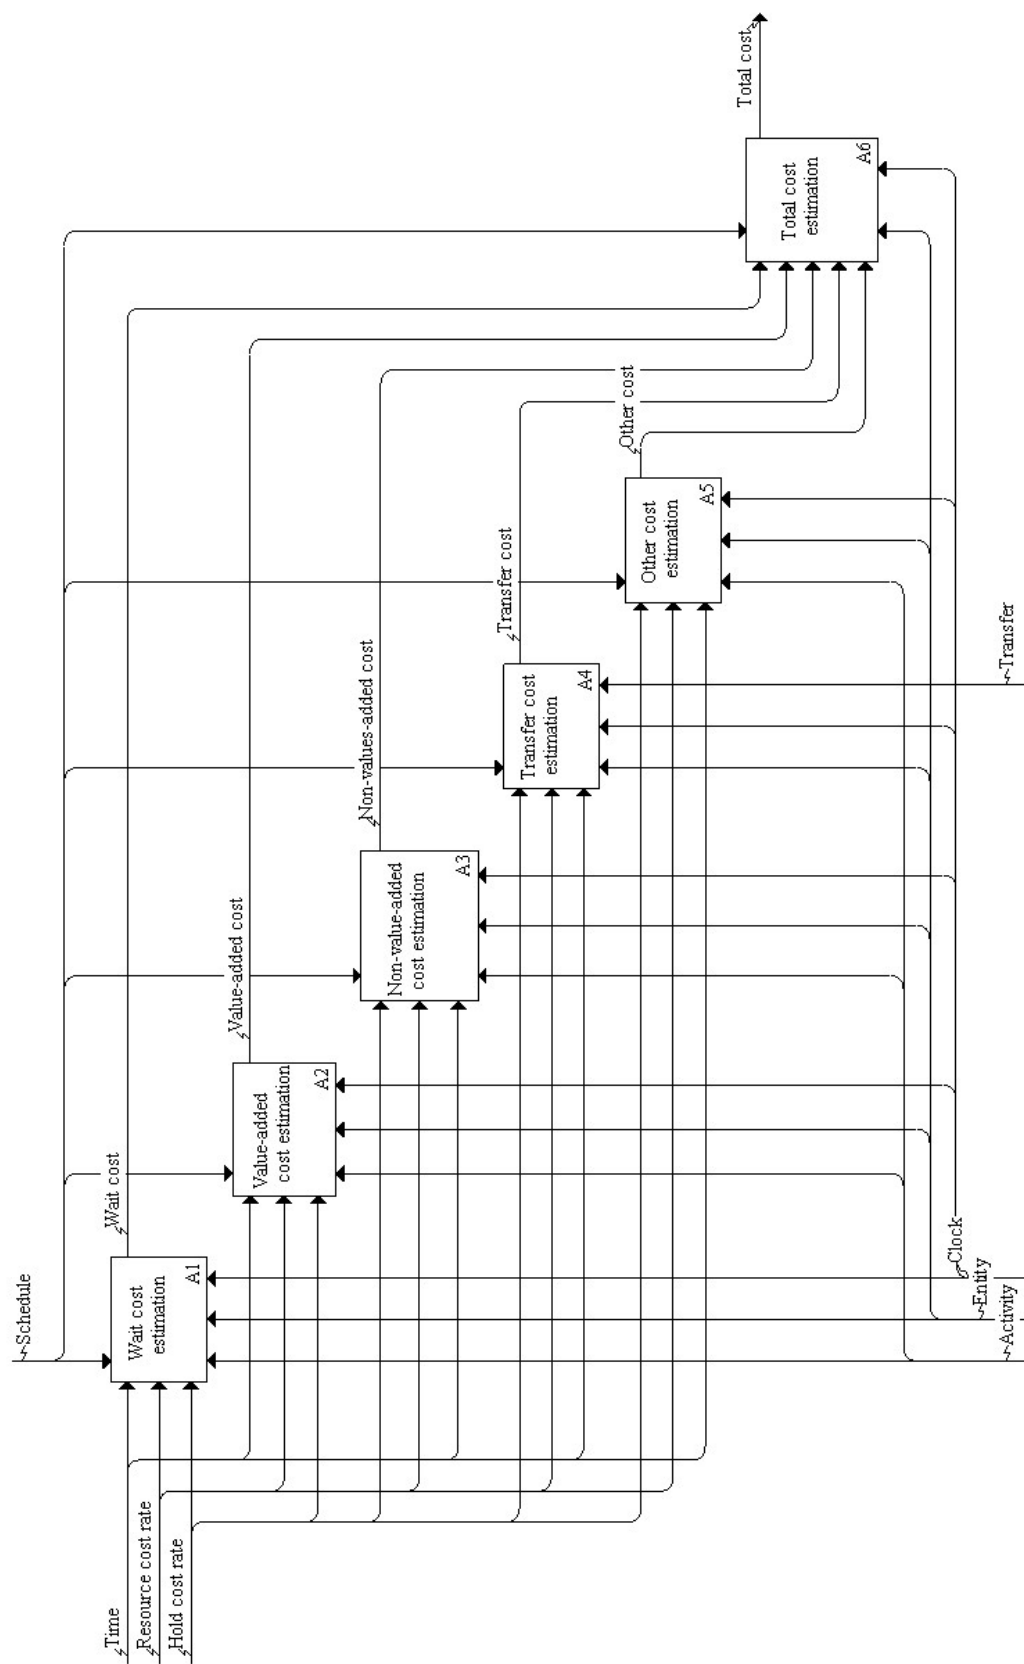 Schedule
Time
Resource cost rate
Hold cost rate
Wait cost
estimation
A1
Wait cost
Value-added
cost estimation
A2
Value-added cost
Non-value-added
cost estimation
A3
Non-values-added cost
Transfer cost
estimation
A4
Transfer cost
Other cost
estimation
A5
Other cost
Total cost
estimation
A6
Total cost
Activity
Entity
Clock
Transfer